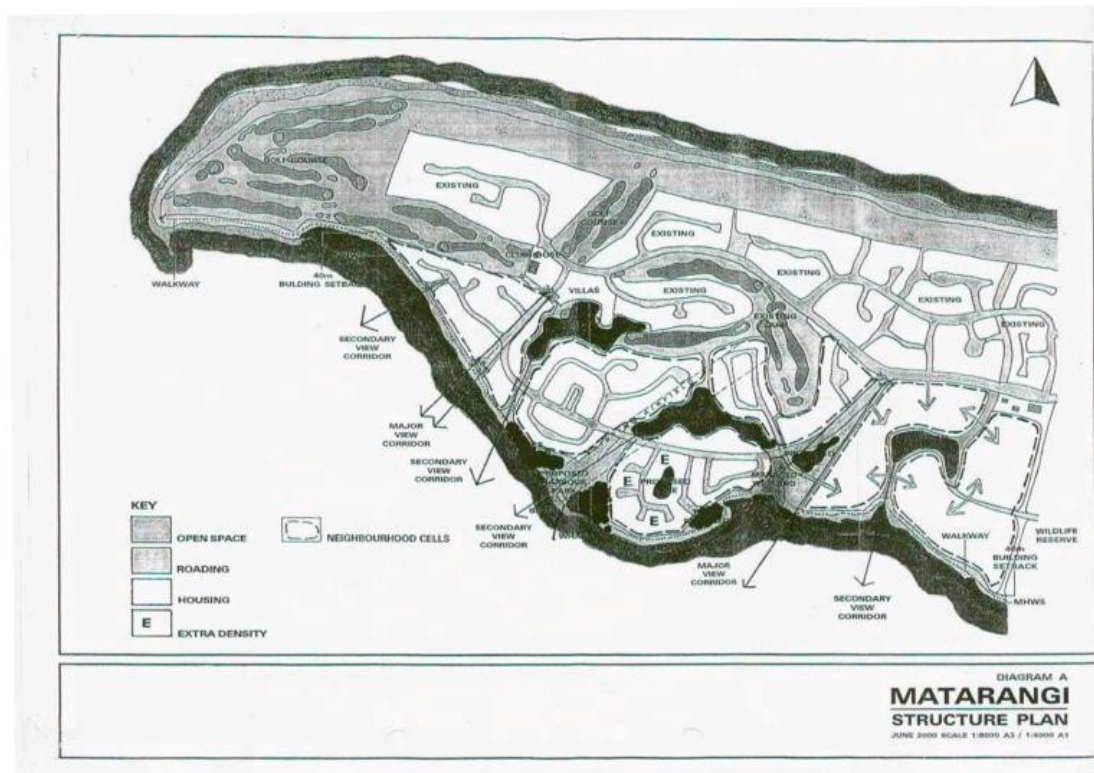 GOLF COURSE
EXISTING
GOLF
COURSE
EXISTING
CLUBHOUSE
EXISTING
EXISTING
EXISTING
EXISTING
EXISTING
VILLAS
WALKWAY
40m
BULDING SETBACK
SECONDARY
VIEW
CORRIDOR
MAJOR
VIEW
CORRIDOR
SECONDARY
VIEW
CORRIDOR
SECONDARY
VIEW
CORRIDOR
E
E
E
PROPOSED
MAJOR
VIEW
CORRIDOR
SECONDARY
VIEW
CORRIDOR
WALKWAY
WILDLIFE
RESERVE
BUILDING
SETBACK
MHWS
KEY
OPEN SPACE
NEIGHBOURHOOD CELLS
ROADING
HOUSING
E
EXTRA DENSITY
DIAGRAM A
MATARANGI
STRUCTURE PLAN
JUNE 2000 SCALE 1:8000 A3 / 1:4000 A1